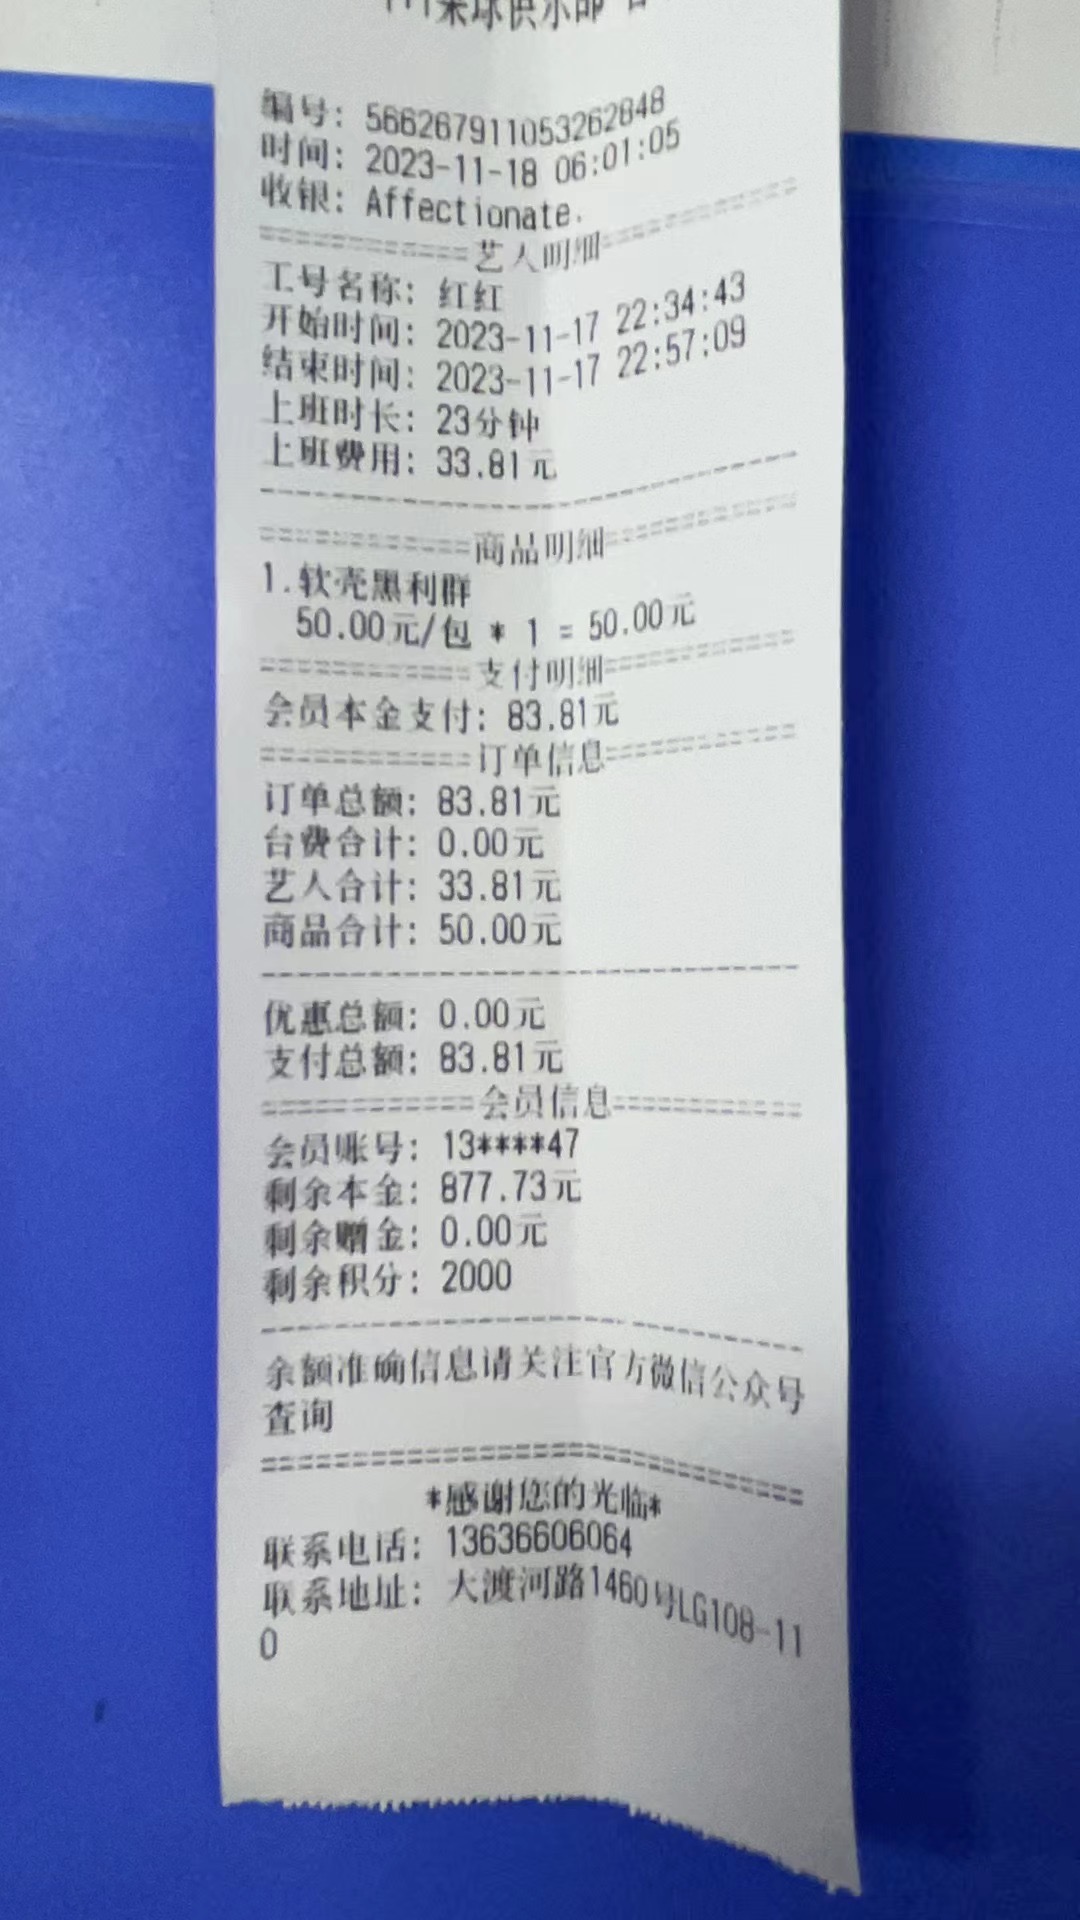 桌球俱乐部
编号: 566267911053262848
时间: 2023-11-18 06:01:05
收银: Affectionate.
============艺人明细============
工号名称: 红红
开始时间: 2023-11-17 22:34:43
结束时间: 2023-11-17 22:57:09
上班时长: 23分钟
上班费用: 33.81元
--------------------------------
============商品明细============
1.软壳黑利群
50.00元/包 * 1 = 50.00元
============支付明细============
会员本金支付: 83.81元
============订单信息============
订单总额: 83.81元
台费合计: 0.00元
艺人合计: 33.81元
商品合计: 50.00元
--------------------------------
优惠总额: 0.00元
支付总额: 83.81元
============会员信息============
会员账号: 13****47
剩余本金: 877.73元
剩余赠金: 0.00元
剩余积分: 2000
--------------------------------
余额准确信息请关注官方微信公众号
查询
================================
*感谢您的光临*
联系电话: 13636606064
联系地址: 大渡河路1460号LG108-11
0